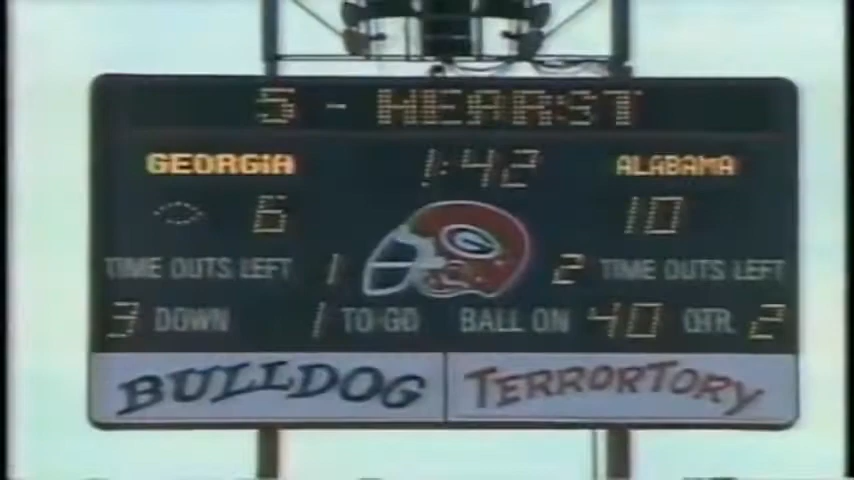 5 - HEARST
GEORGIA 1:42 ALABAMA
6 10
TIME OUTS LEFT 1 2 TIME OUTS LEFT
3 DOWN 1 TO GO BALL ON 40 QTR. 2
BULLDOG TERRORTORY